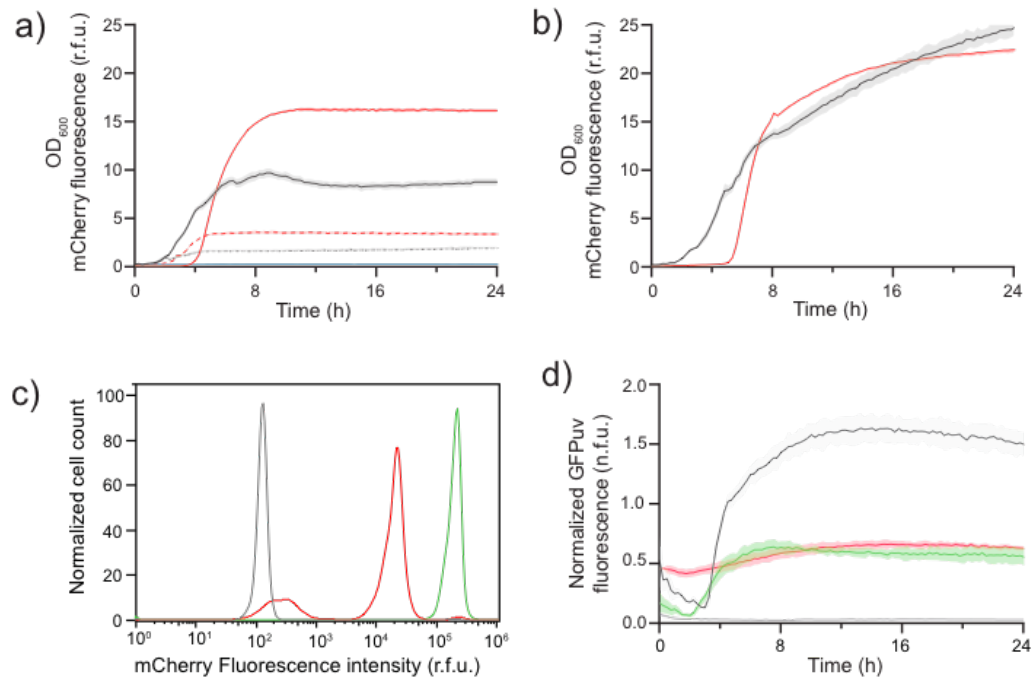 a)
OD600
mCherry fluorescence (r.f.u.)
25
20
15
10
5
0
0 8 16 24
Time (h)
b)
OD600
mCherry fluorescence (r.f.u.)
25
20
15
10
5
0
0 8 16 24
Time (h)
c)
Normalized cell count
100
80
60
40
20
0
10^0 10^1 10^2 10^3 10^4 10^5 10^6
mCherry Fluorescence intensity (r.f.u.)
d)
Normalized GFPuv
fluorescence (n.f.u.)
2.0
1.5
1.0
0.5
0.0
0 8 16 24
Time (h)